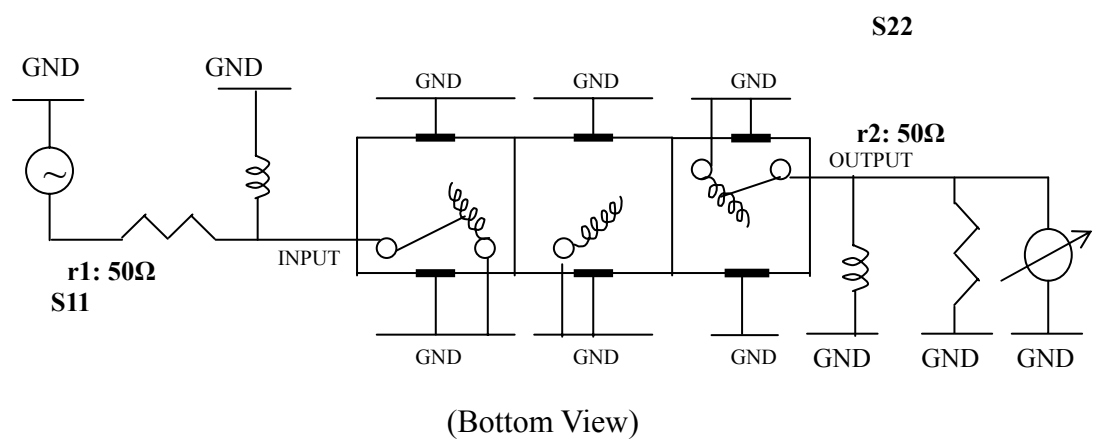 S22
GND
GND
GND
GND
GND
r2: 50Ω
OUTPUT
INPUT
r1: 50Ω
S11
GND
GND
GND
GND
GND
GND
(Bottom View)